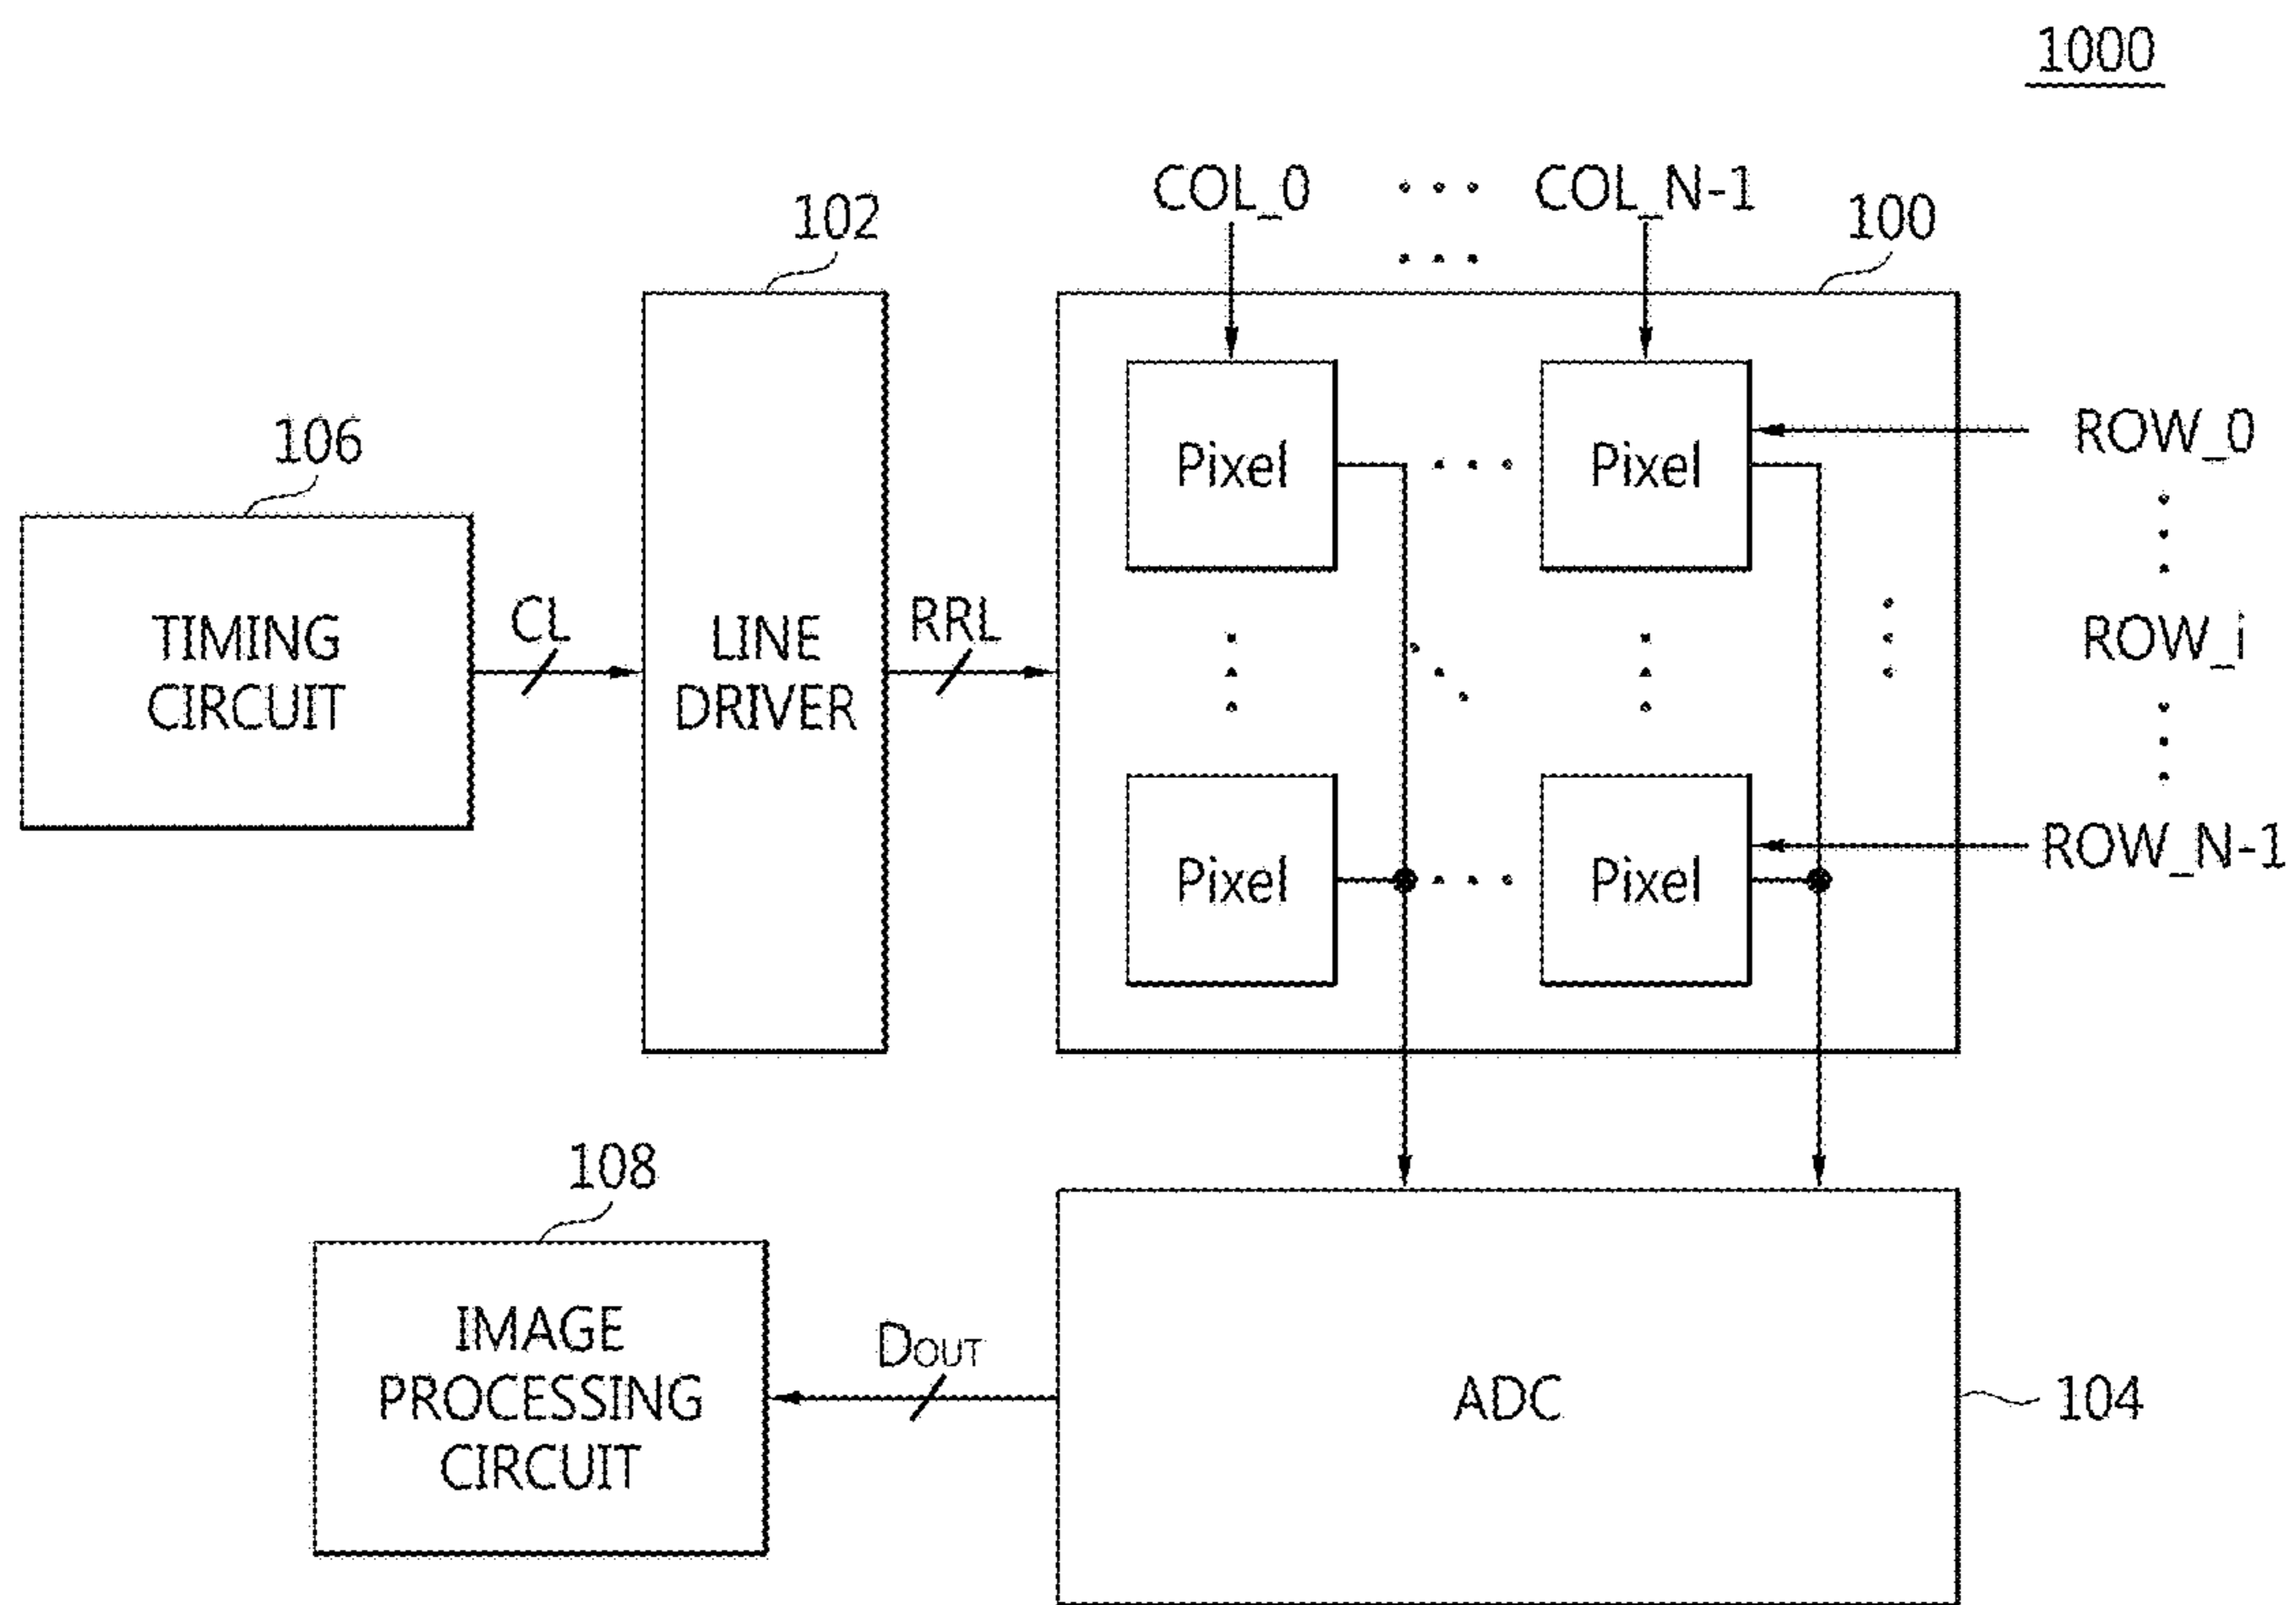 1000
COL_0 ··· COL_N-1
102
100
106
Pixel ··· Pixel
ROW_0
TIMING
CIRCUIT
CL
LINE
DRIVER
RRL
ROW_i
Pixel ··· Pixel
ROW_N-1
108
IMAGE
PROCESSING
CIRCUIT
DOUT
ADC
104